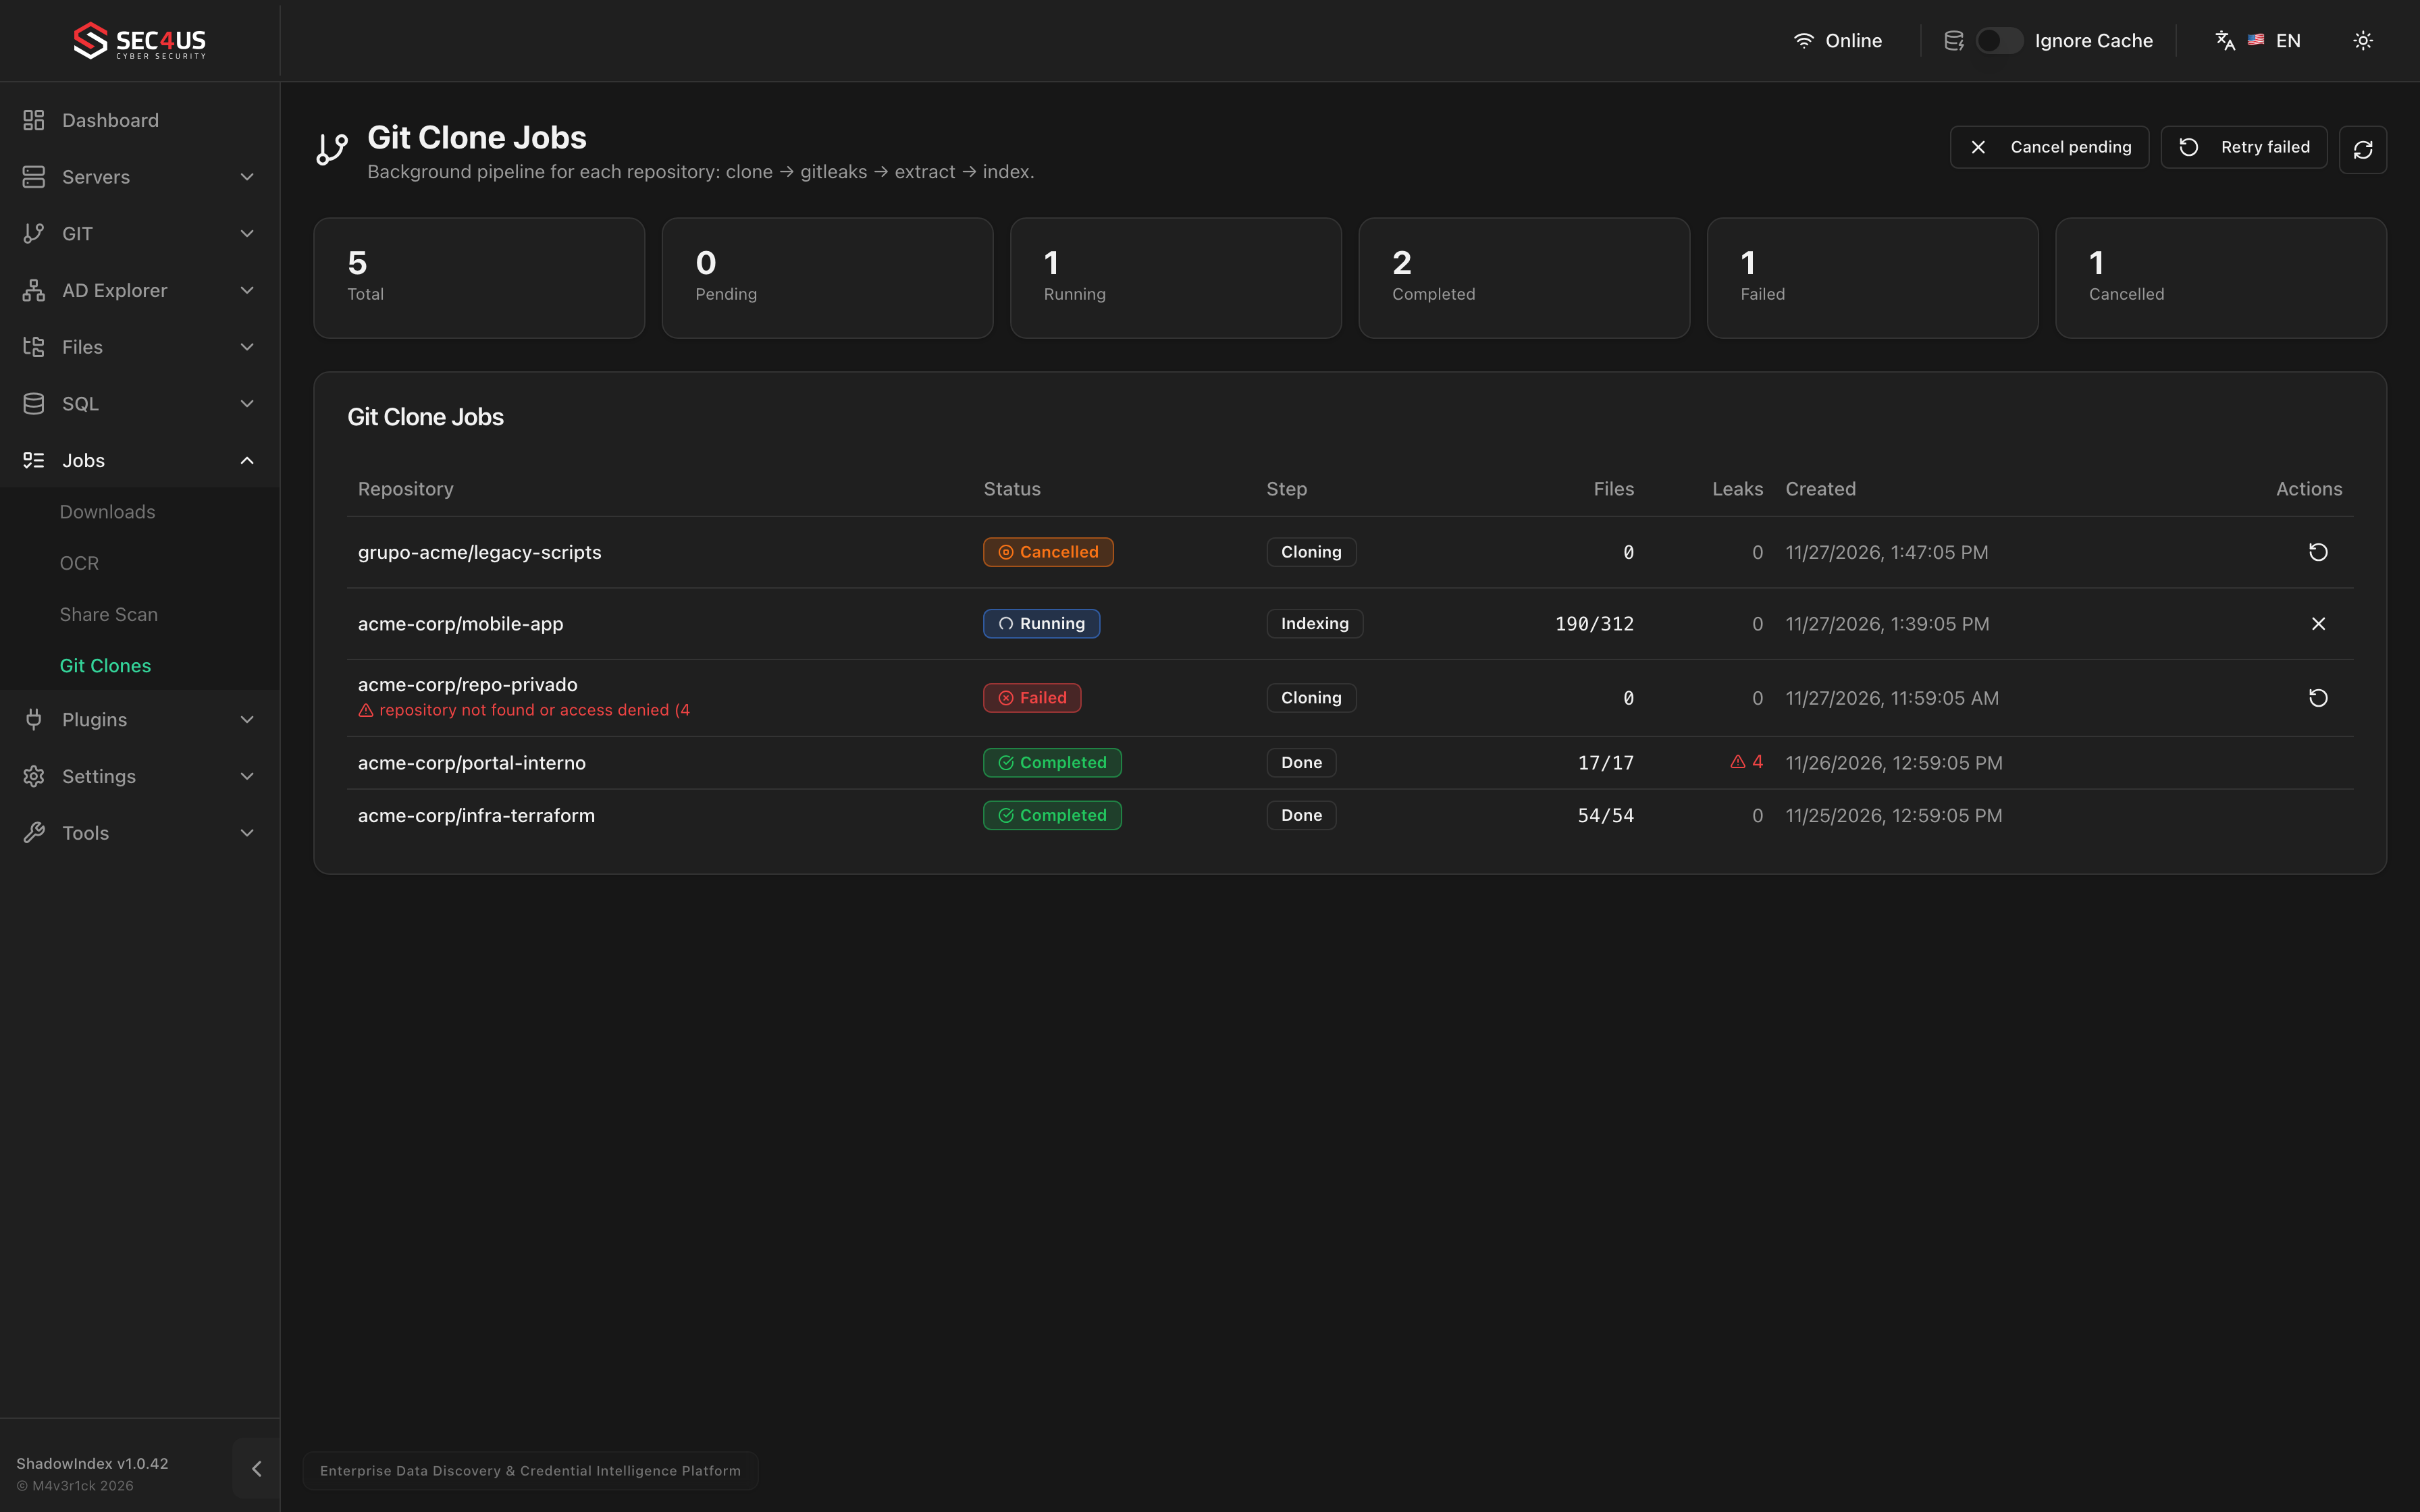 SEC4US
CYBER SECURITY
Online
Ignore Cache
EN
Dashboard
Servers
GIT
AD Explorer
Files
SQL
Jobs
Downloads
OCR
Share Scan
Git Clones
Plugins
Settings
Tools
Git Clone Jobs
Background pipeline for each repository: clone → gitleaks → extract → index.
Cancel pending
Retry failed
5
Total
0
Pending
1
Running
2
Completed
1
Failed
1
Cancelled
Git Clone Jobs
Repository Status Step Files Leaks Created Actions
grupo-acme/legacy-scripts Cancelled Cloning 0 0 11/27/2026, 1:47:05 PM
acme-corp/mobile-app Running Indexing 190/312 0 11/27/2026, 1:39:05 PM
acme-corp/repo-privado Failed Cloning 0 0 11/27/2026, 11:59:05 AM
repository not found or access denied (4
acme-corp/portal-interno Completed Done 17/17 4 11/26/2026, 12:59:05 PM
acme-corp/infra-terraform Completed Done 54/54 0 11/25/2026, 12:59:05 PM
ShadowIndex v1.0.42
© M4v3r1ck 2026
Enterprise Data Discovery & Credential Intelligence Platform